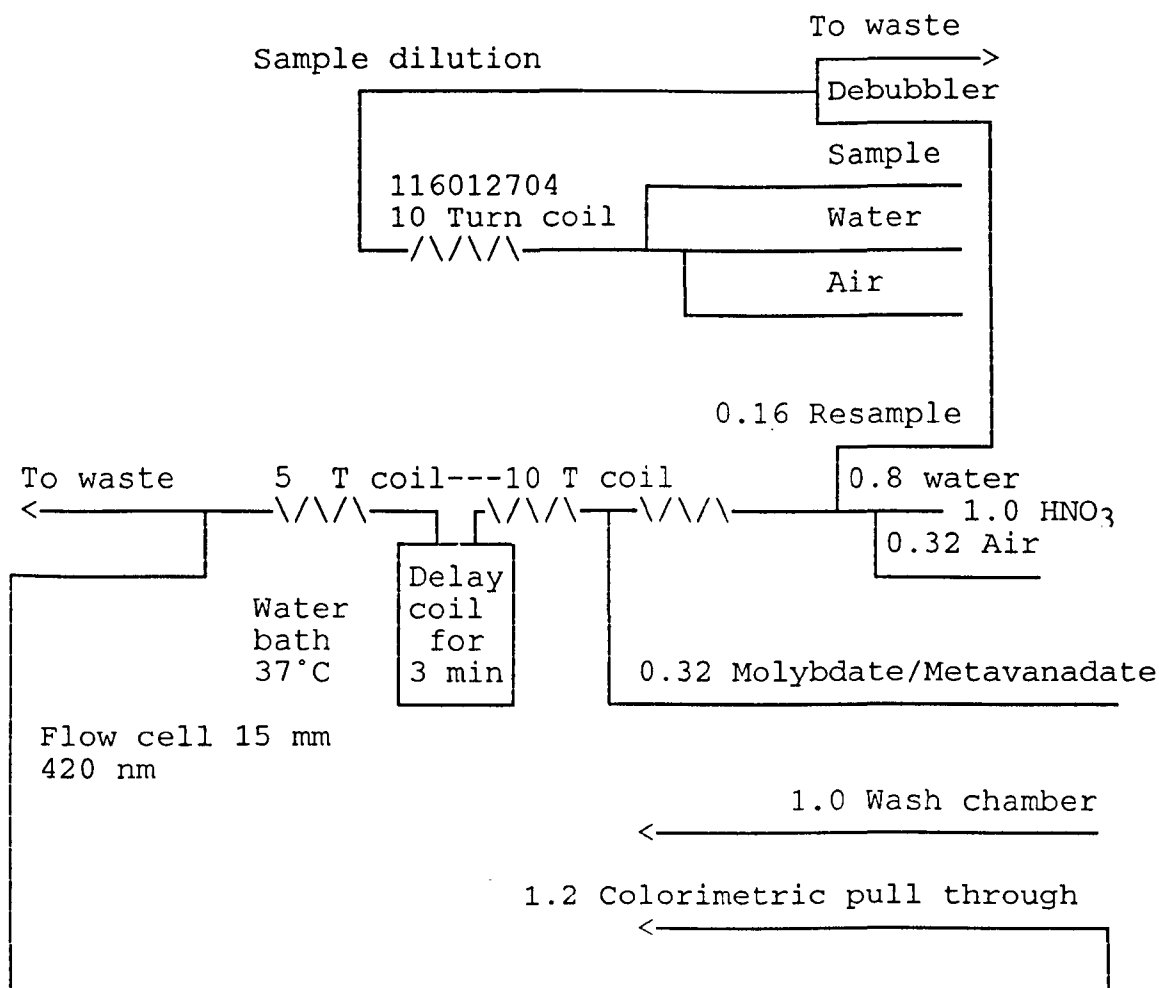 To waste
Sample dilution
>
Debubbler
Sample
116012704
10 Turn coil
Water
/\/\/\
Air
0.16 Resample
To waste
5 T coil---10 T coil
0.8 water
<
\/\/\
\/\/\
\/\/\
1.0 HNO3
0.32 Air
Delay
coil
for
3 min
Water
bath
37°C
0.32 Molybdate/Metavanadate
Flow cell 15 mm
420 nm
1.0 Wash chamber
<
1.2 Colorimetric pull through
<